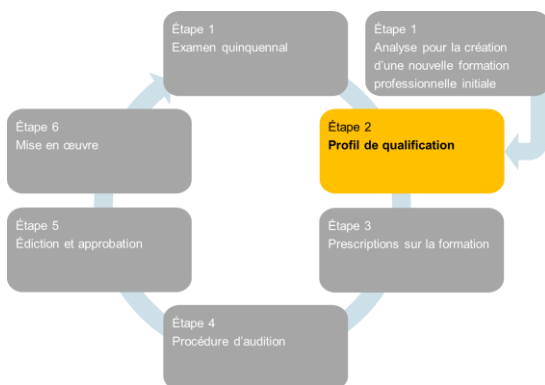 Étape 1
Examen quinquennal
Étape 1
Analyse pour la création
d'une nouvelle formation
professionnelle initiale
Étape 2
Profil de qualification
Étape 3
Prescriptions sur la formation
Étape 4
Procédure d'audition
Étape 5
Édiction et approbation
Étape 6
Mise en œuvre